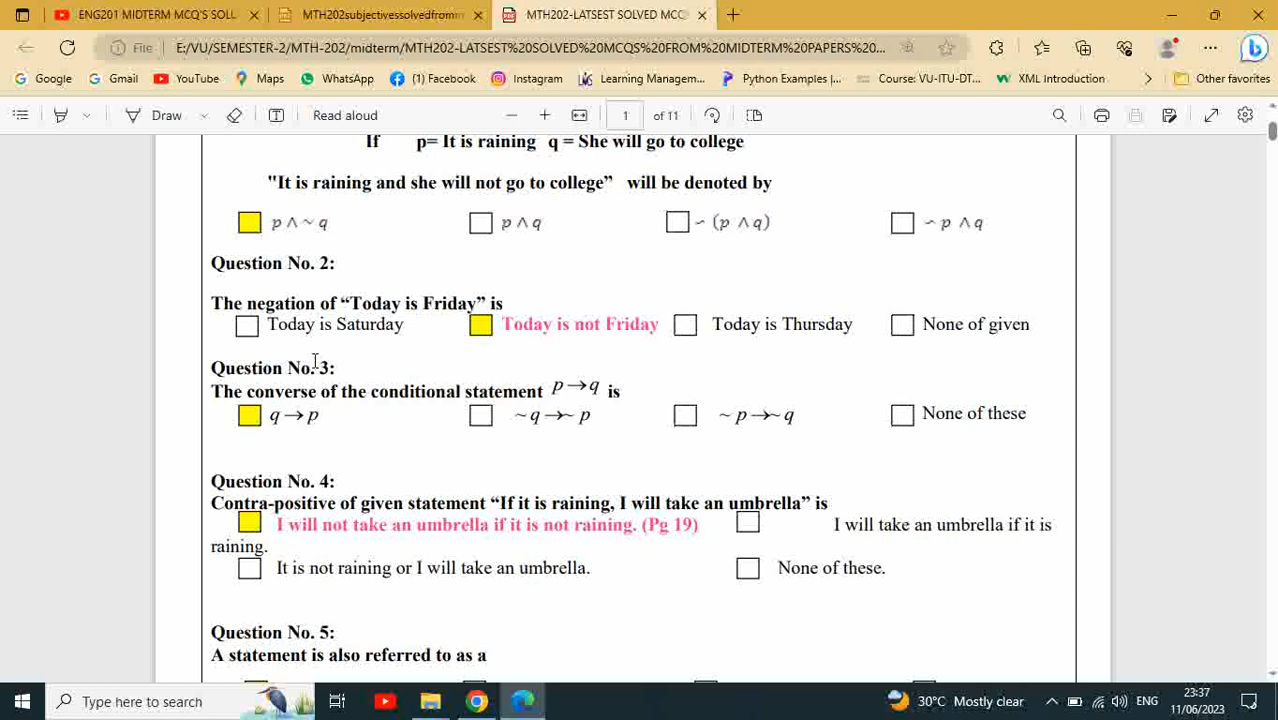 ENG201 MIDTERM MCQ'S SOLU
MTH202subjectivessolvedfrommi
MTH202-LATSEST SOLVED MCQ
File
E:/VU/SEMESTER-2/MTH-202/midterm/MTH202-LATSEST%20SOLVED%20MCQS%20FROM%20MIDTERM%20PAPERS%20...
Google Gmail YouTube Maps WhatsApp (1) Facebook Instagram Learning Managem... Python Examples |... Course: VU-ITU-DT... XML Introduction Other favorites
Draw Read aloud 1 of 11
If p= It is raining q = She will go to college
"It is raining and she will not go to college” will be denoted by
p ∧ ~ q p ∧ q ~ (p ∧ q) ~ p ∧ q
Question No. 2:
The negation of “Today is Friday” is
Today is Saturday Today is not Friday Today is Thursday None of given
Question No. 3:
The converse of the conditional statement p → q is
q → p ~ q →~ p ~ p →~ q None of these
Question No. 4:
Contra-positive of given statement “If it is raining, I will take an umbrella” is
I will not take an umbrella if it is not raining. (Pg 19) I will take an umbrella if it is
raining.
It is not raining or I will take an umbrella. None of these.
Question No. 5:
A statement is also referred to as a
Type here to search
30°C Mostly clear
ENG
23:37
11/06/2023